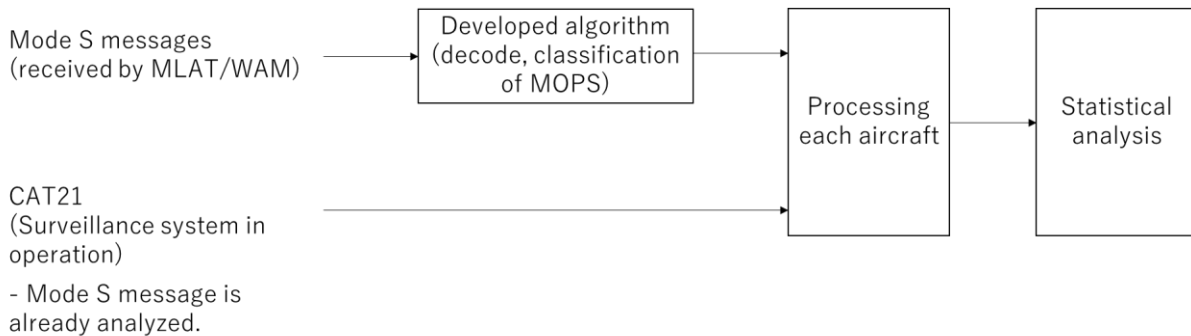 Mode S messages
(received by MLAT/WAM)
Developed algorithm
(decode, classification
of MOPS)
Processing
each aircraft
Statistical
analysis
CAT21
(Surveillance system in
operation)
- Mode S message is
already analyzed.